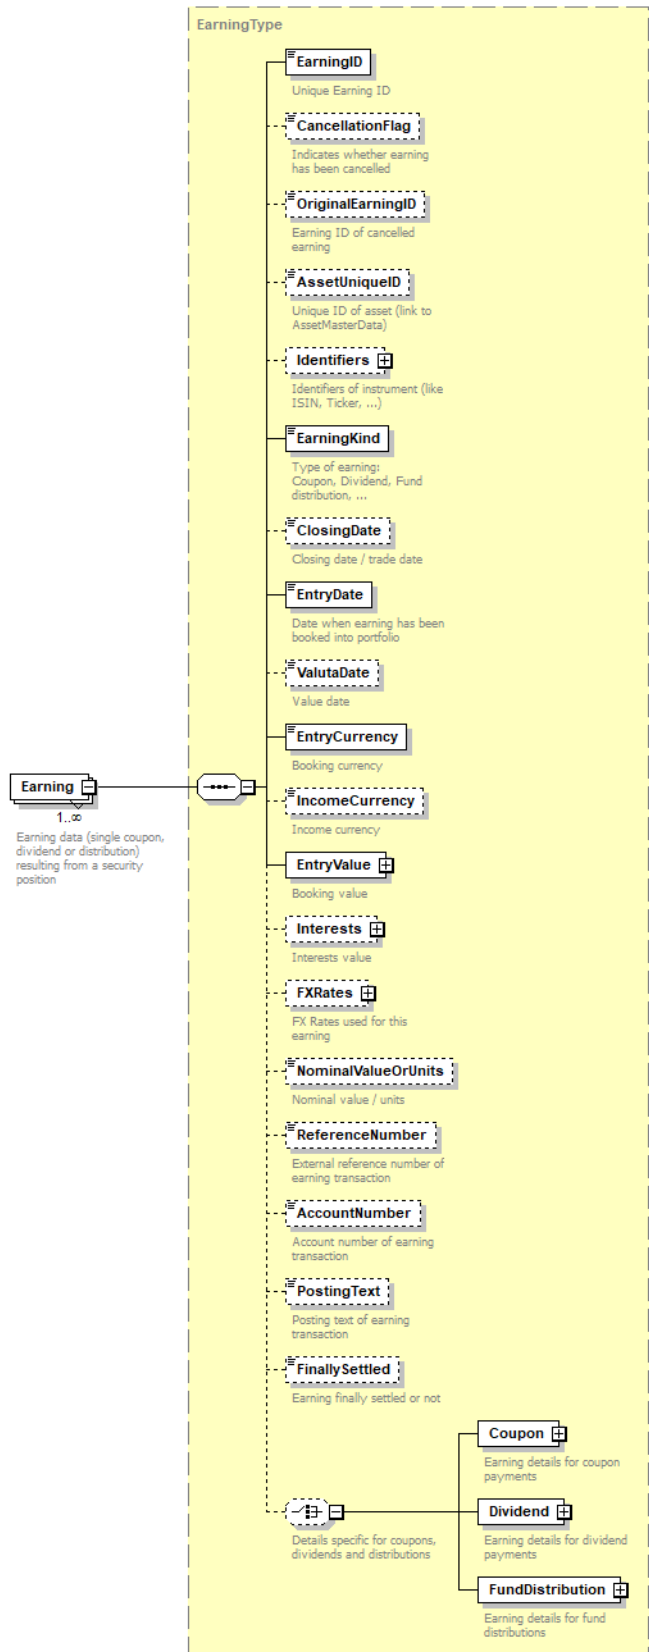 EarningType
EarningID
Unique Earning ID
CancellationFlag
Indicates whether earning
has been cancelled
OriginalEarningID
Earning ID of cancelled
earning
AssetUniqueID
Unique ID of asset (link to
AssetMasterData)
Identifiers
Identifiers of instrument (like
ISIN, Ticker, ...)
EarningKind
Type of earning:
Coupon, Dividend, Fund
distribution, ...
ClosingDate
Closing date / trade date
EntryDate
Date when earning has been
booked into portfolio
ValutaDate
Value date
EntryCurrency
Booking currency
Earning
1..∞
Earning data (single coupon,
dividend or distribution)
resulting from a security
position
IncomeCurrency
Income currency
EntryValue
Booking value
Interests
Interests value
FXRates
FX Rates used for this
earning
NominalValueOrUnits
Nominal value / units
ReferenceNumber
External reference number of
earning transaction
AccountNumber
Account number of earning
transaction
PostingText
Posting text of earning
transaction
FinallySettled
Earning finally settled or not
Details specific for coupons,
dividends and distributions
Coupon
Earning details for coupon
payments
Dividend
Earning details for dividend
payments
FundDistribution
Earning details for fund
distributions